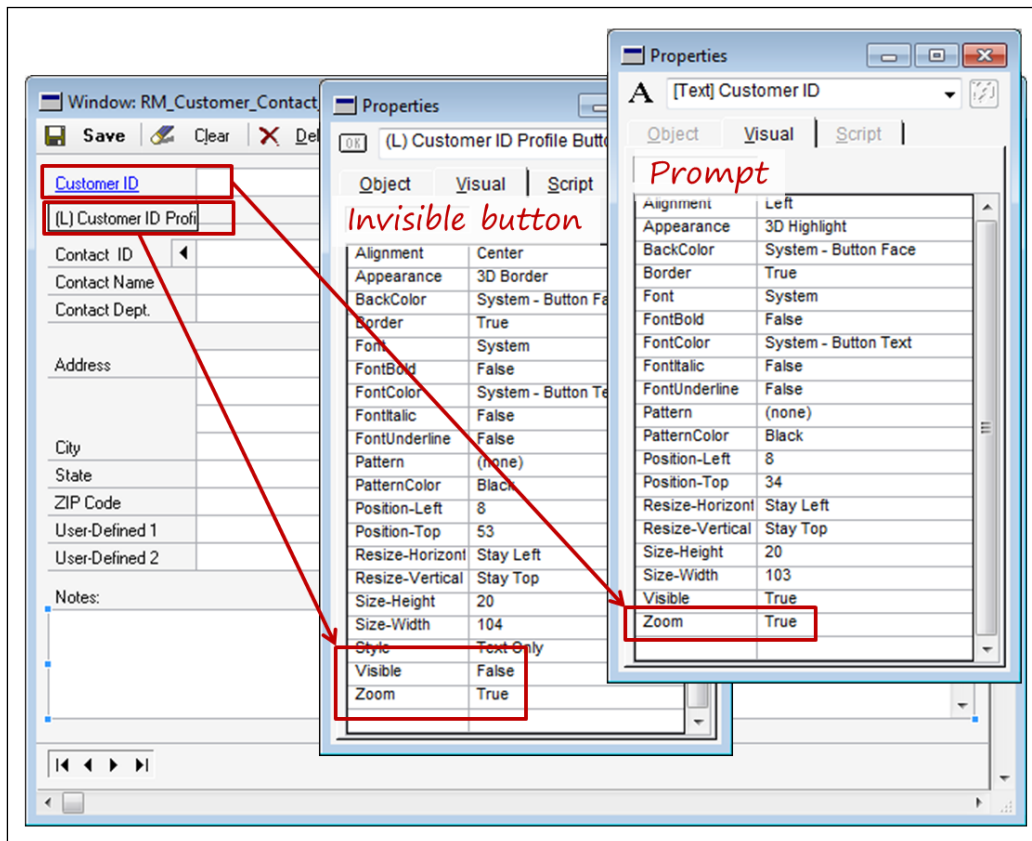 Window: RM_Customer_Contact_
Save Clear Del
Customer ID
(L) Customer ID Profi
Contact ID
Contact Name
Contact Dept.
Address
City
State
ZIP Code
User-Defined 1
User-Defined 2
Notes:
Properties
OK (L) Customer ID Profile Butto
Object Visual Script
Invisible button
Alignment Center
Appearance 3D Border
BackColor System - Button Fa
Border True
Font System
FontBold False
FontColor System - Button Te
FontItalic False
FontUnderline False
Pattern (none)
PatternColor Black
Position-Left 8
Position-Top 53
Resize-Horizont Stay Left
Resize-Vertical Stay Top
Size-Height 20
Size-Width 104
Style Text Only
Visible False
Zoom True
Properties
A [Text] Customer ID
Object Visual Script
Prompt
Alignment Left
Appearance 3D Highlight
BackColor System - Button Face
Border True
Font System
FontBold False
FontColor System - Button Text
FontItalic False
FontUnderline False
Pattern (none)
PatternColor Black
Position-Left 8
Position-Top 34
Resize-Horizont Stay Left
Resize-Vertical Stay Top
Size-Height 20
Size-Width 103
Visible True
Zoom True